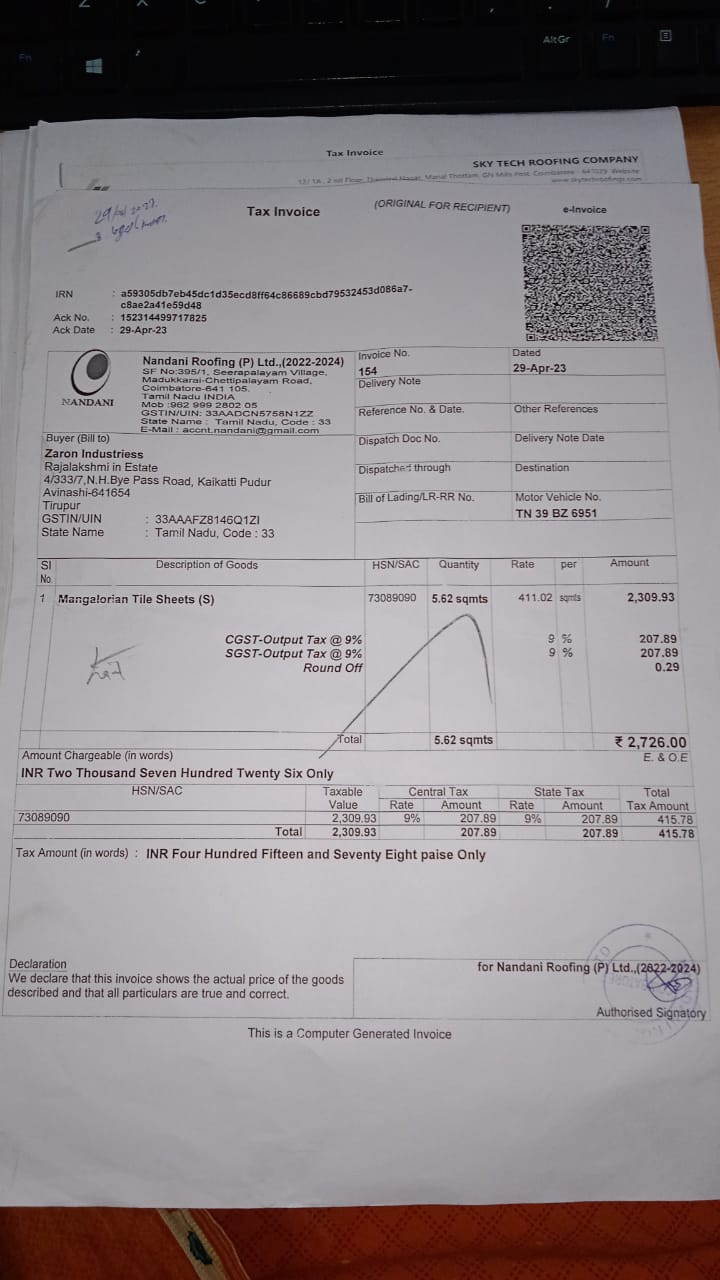 AltGr
Fn
Fn
Tax Invoice
SKY TECH ROOFING COMPANY
Tax Invoice
(ORIGINAL FOR RECIPIENT)
e-Invoice
IRN : a59305db7eb45dc1d35ecd8ff64c86689cbd79532453d086a7-
c8ae2a41e59d48
Ack No. : 152314499717825
Ack Date : 29-Apr-23
NANDANI
Nandani Roofing (P) Ltd.,(2022-2024)
SF No:395/1, Seerapalayam Village,
Madukkarai-Chettipalayam Road,
Coimbatore-641 105.
Tamil Nadu INDIA
Mob :962 999 2802 05
GSTIN/UIN: 33AADCN5758N1ZZ
State Name : Tamil Nadu, Code : 33
E-Mail : accnt.nandani@gmail.com
Invoice No.
154
Dated
29-Apr-23
Delivery Note
Reference No. & Date.
Other References
Buyer (Bill to)
Zaron Industriess
Rajalakshmi in Estate
4/333/7,N.H.Bye Pass Road, Kaikatti Pudur
Avinashi-641654
Tirupur
GSTIN/UIN : 33AAAFZ8146Q1ZI
State Name : Tamil Nadu, Code : 33
Dispatch Doc No.
Delivery Note Date
Dispatched through
Destination
Bill of Lading/LR-RR No.
Motor Vehicle No.
TN 39 BZ 6951
SI No. Description of Goods HSN/SAC Quantity Rate per Amount
1 Mangalorian Tile Sheets (S) 73089090 5.62 sqmts 411.02 sqmts 2,309.93
CGST-Output Tax @ 9% 9 % 207.89
SGST-Output Tax @ 9% 9 % 207.89
Round Off 0.29
Total 5.62 sqmts ₹ 2,726.00
Amount Chargeable (in words) E. & O.E
INR Two Thousand Seven Hundred Twenty Six Only
HSN/SAC Taxable Central Tax State Tax Total
Value Rate Amount Rate Amount Tax Amount
73089090 2,309.93 9% 207.89 9% 207.89 415.78
Total 2,309.93 207.89 207.89 415.78
Tax Amount (in words) : INR Four Hundred Fifteen and Seventy Eight paise Only
Declaration
We declare that this invoice shows the actual price of the goods
described and that all particulars are true and correct.
for Nandani Roofing (P) Ltd.,(2022-2024)
Authorised Signatory
This is a Computer Generated Invoice